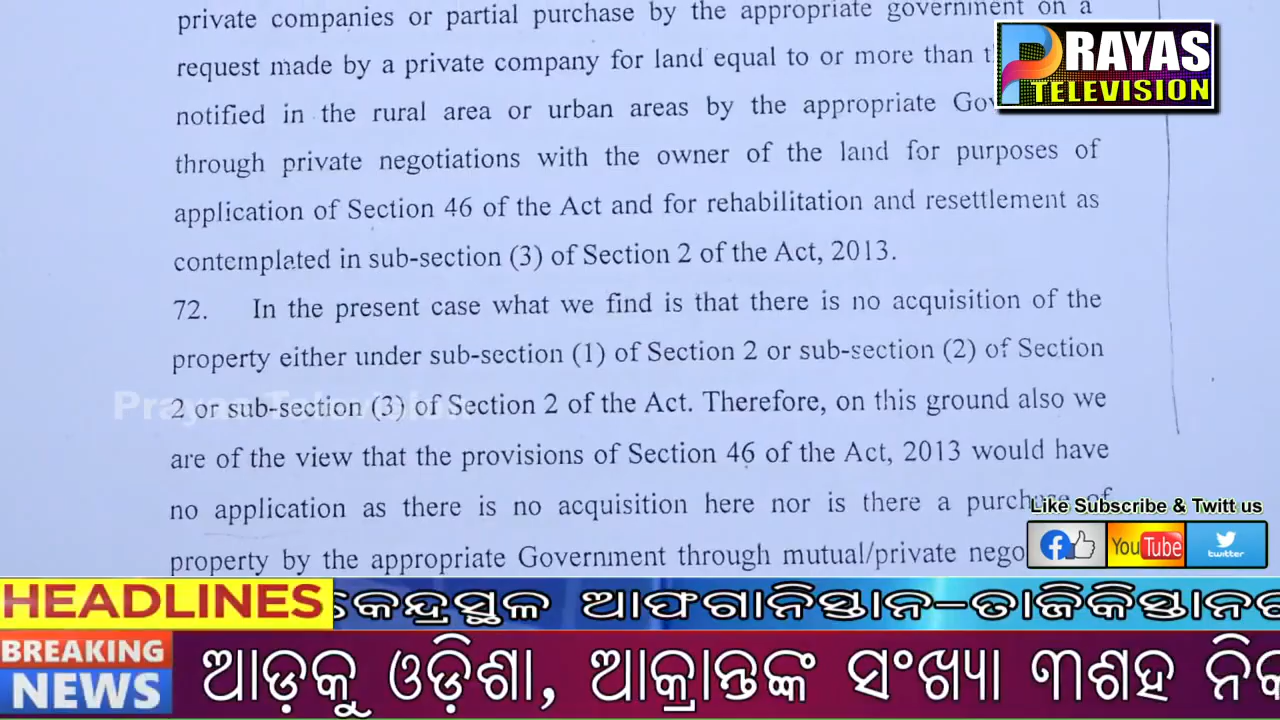 private companies or partial purchase by the appropriate government on a
request made by a private company for land equal to or more than
notified in the rural area or urban areas by the appropriate
through private negotiations with the owner of the land for purposes of
application of Section 46 of the Act and for rehabilitation and resettlement as
contemplated in sub-section (3) of Section 2 of the Act, 2013.
72. In the present case what we find is that there is no acquisition of the
property either under sub-section (1) of Section 2 or sub-section (2) of Section
2 or sub-section (3) of Section 2 of the Act. Therefore, on this ground also we
are of the view that the provisions of Section 46 of the Act, 2013 would have
no application as there is no acquisition here nor is there a purchase of
property by the appropriate Government through mutual/private
PRAYAS
TELEVISION
Prayas Television
Like Subscribe & Twitt us
YouTube
twitter
HEADLINES
କେନ୍ଦ୍ରସ୍ଥଳ ଆଫଗାନିସ୍ତାନ-ତାଜିକିସ୍ତାନ
BREAKING
NEWS
ଆଡ଼କୁ ଓଡ଼ିଶା, ଆକ୍ରାନ୍ତଙ୍କ ସଂଖ୍ୟା ୩ଶହ